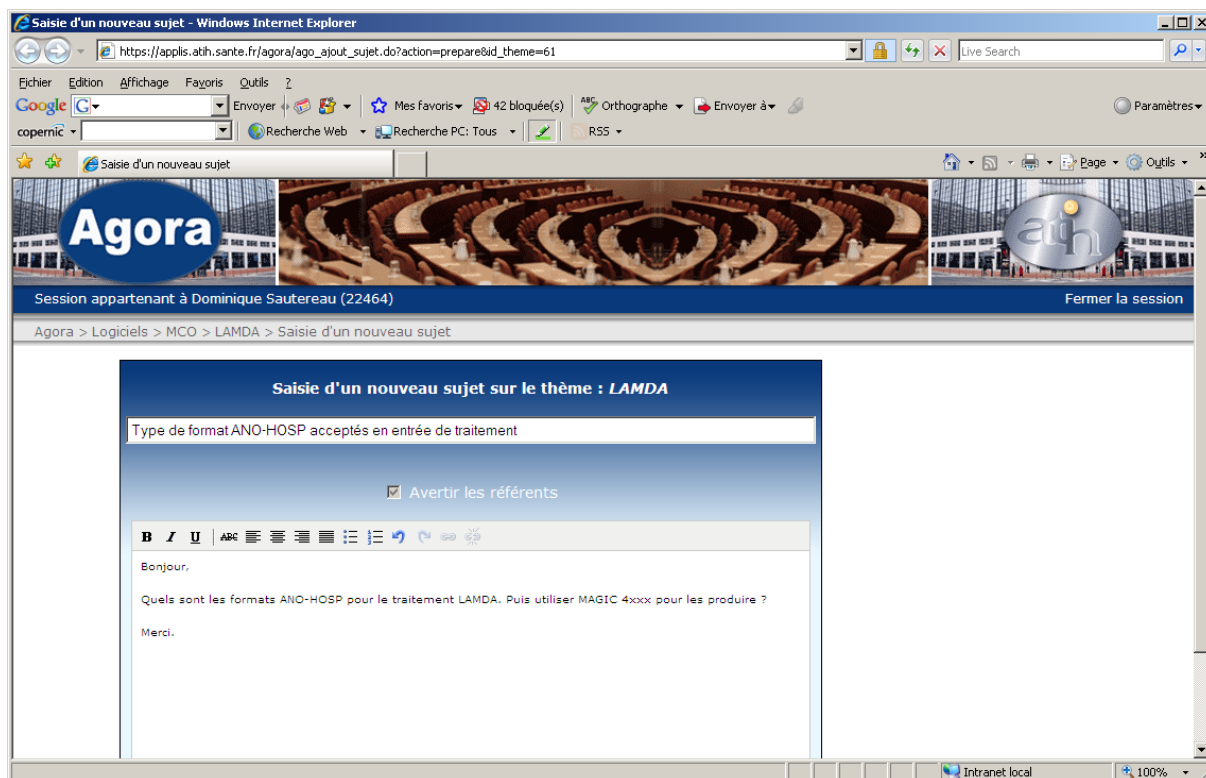 Saisie d'un nouveau sujet - Windows Internet Explorer
https://applis.atih.sante.fr/agora/ago_ajout_sujet.do?action=prepare&id_theme=61
Live Search
Eichier Edition Affichage Favoris Outils ?
Google G Envoyer Mes favoris 42 bloquée(s) ABC Orthographe Envoyer à Paramètres
copernic Recherche Web Recherche PC: Tous RSS
Saisie d'un nouveau sujet Page Outils »
Agora atih
Session appartenant à Dominique Sautereau (22464) Fermer la session
Agora > Logiciels > MCO > LAMDA > Saisie d'un nouveau sujet
Saisie d'un nouveau sujet sur le thème : LAMDA
Type de format ANO-HOSP acceptés en entrée de traitement
Avertir les référents
B I U ABC
Bonjour,
Quels sont les formats ANO-HOSP pour le traitement LAMDA. Puis utiliser MAGIC 4xxx pour les produire ?
Merci.
Intranet local 100%